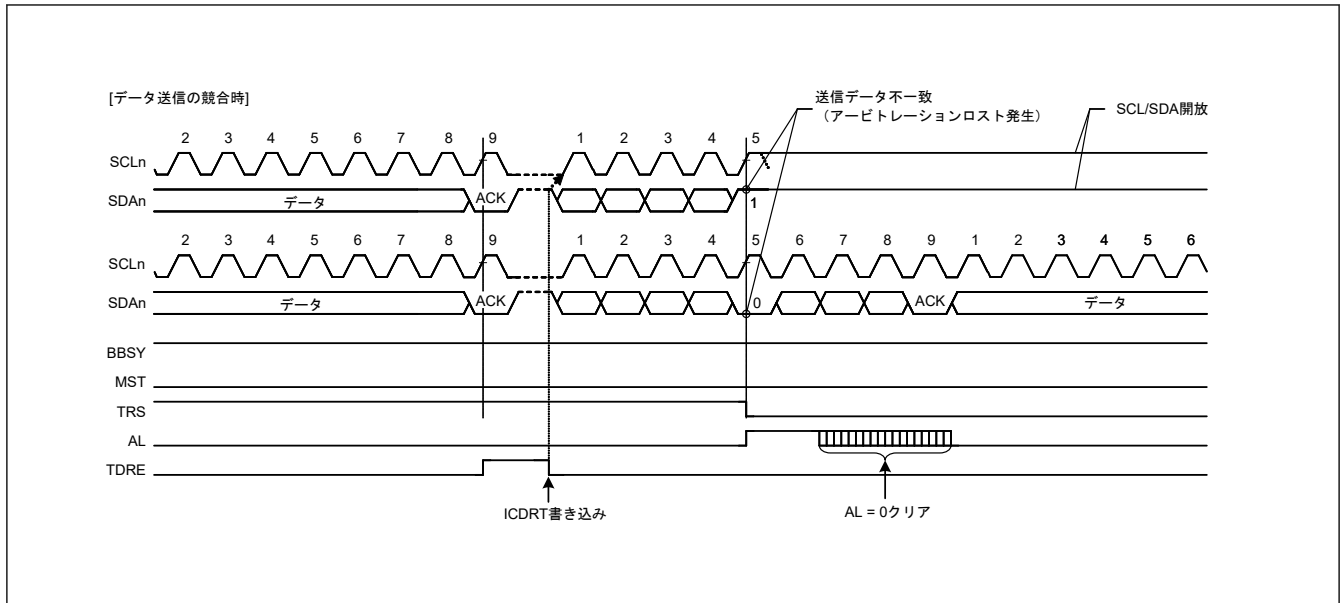 [データ送信の競合時]
送信データ不一致
（アービトレーションロスト発生）
SCL/SDA開放
2 3 4 5 6 7 8 9 1 2 3 4 5
SCLn
SDAn データ ACK 1
2 3 4 5 6 7 8 9 1 2 3 4 5 6 7 8 9 1 2 3 4 5 6
SCLn
SDAn データ ACK 0 ACK データ
BBSY
MST
TRS
AL
TDRE
ICDRT書き込み
AL = 0クリア